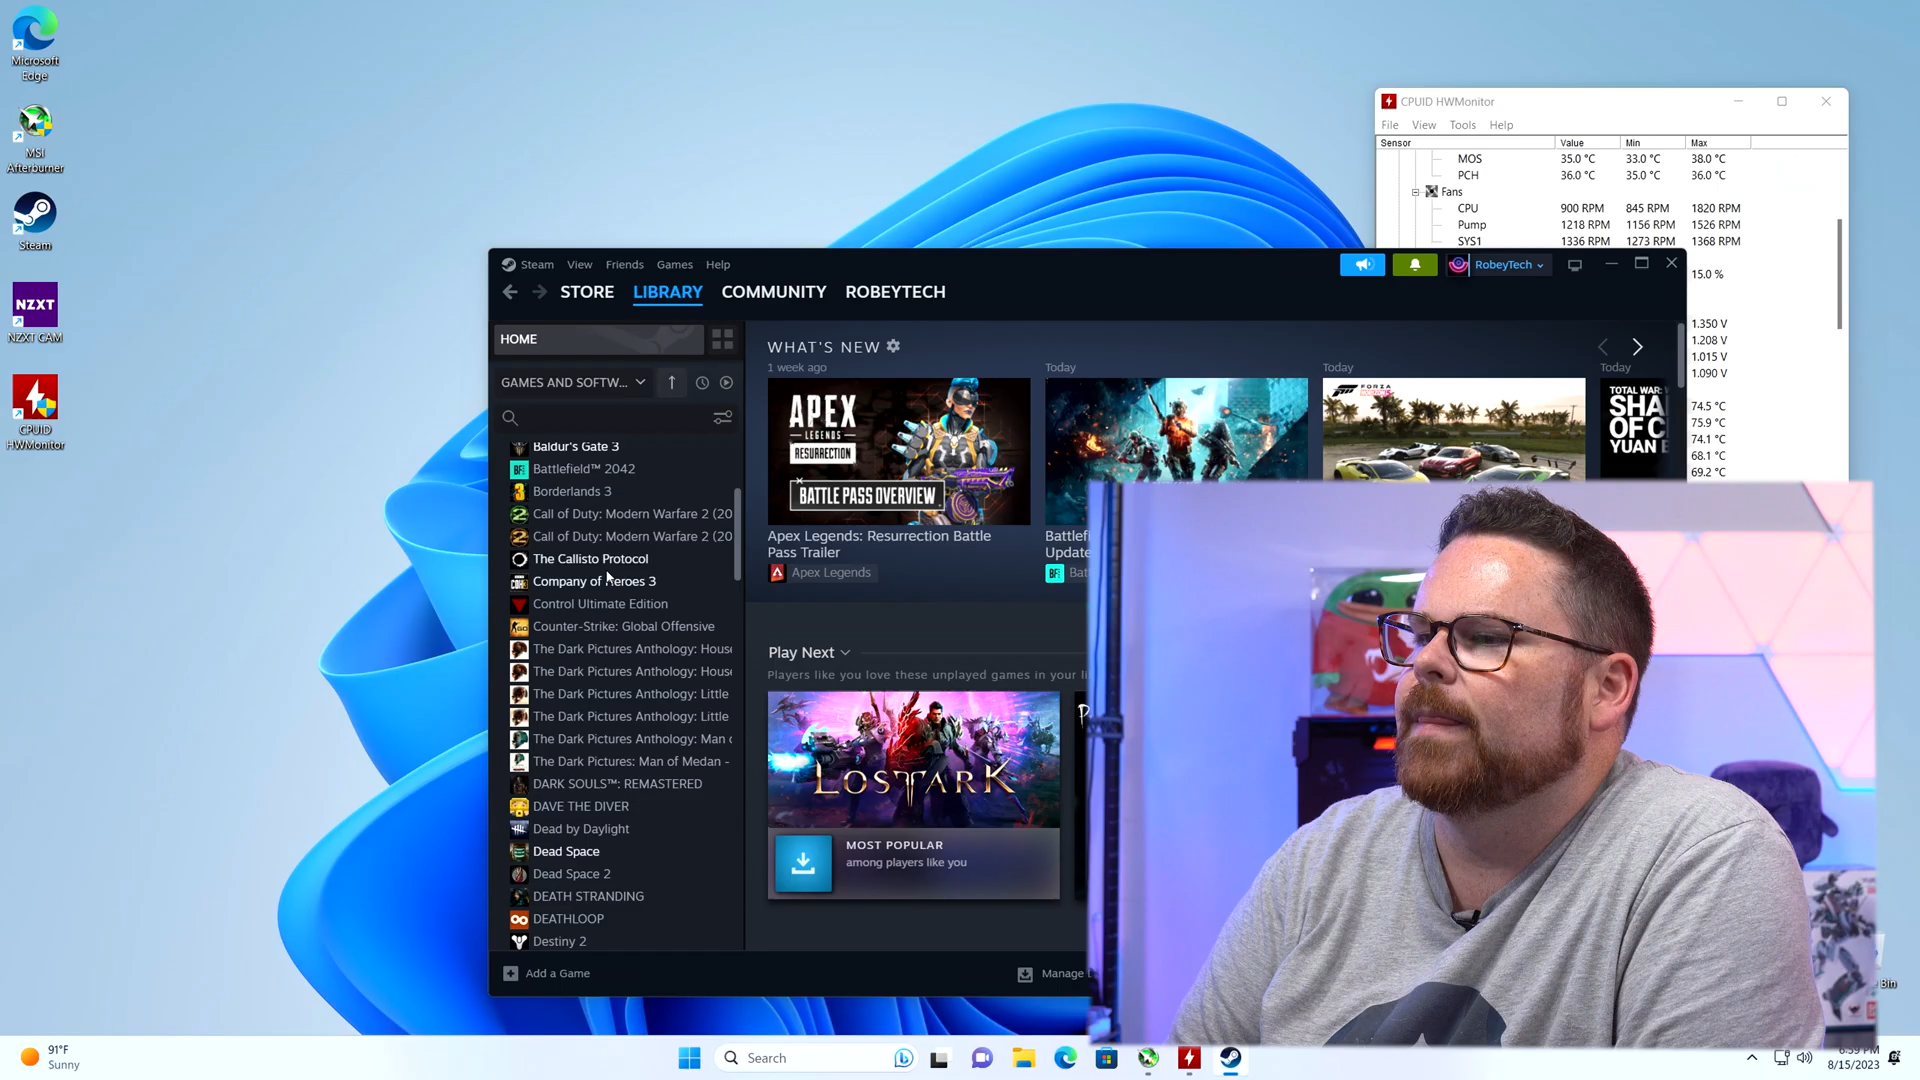 Microsoft
Edge
MSI
Afterburner
Steam
NZXT
NZXT CAM
CPUID
HWMonitor
CPUID HWMonitor
File View Tools Help
Sensor Value Min Max
MOS 35.0 °C 33.0 °C 38.0 °C
PCH 36.0 °C 35.0 °C 36.0 °C
Fans
CPU 900 RPM 845 RPM 1820 RPM
Pump 1218 RPM 1156 RPM 1526 RPM
SYS1 1336 RPM 1273 RPM 1368 RPM
15.0 %
1.350 V
1.208 V
1.015 V
1.090 V
74.5 °C
75.9 °C
74.1 °C
68.1 °C
69.2 °C
Steam View Friends Games Help
RobeyTech
STORE LIBRARY COMMUNITY ROBEYTECH
HOME
GAMES AND SOFTW...
Baldur's Gate 3
Battlefield™ 2042
Borderlands 3
Call of Duty: Modern Warfare 2 (20
Call of Duty: Modern Warfare 2 (20
The Callisto Protocol
Company of Heroes 3
Control Ultimate Edition
Counter-Strike: Global Offensive
The Dark Pictures Anthology: House
The Dark Pictures Anthology: House
The Dark Pictures Anthology: Little
The Dark Pictures Anthology: Little
The Dark Pictures Anthology: Man
The Dark Pictures: Man of Medan -
DARK SOULS™: REMASTERED
DAVE THE DIVER
Dead by Daylight
Dead Space
Dead Space 2
DEATH STRANDING
DEATHLOOP
Destiny 2
Add a Game
WHAT'S NEW
1 week ago
Today
Today
Today
APEX
LEGENDS
RESURRECTION
BATTLE PASS OVERVIEW
FORZA
TOTAL WAR:
SHA
OF C
YUAN B
Apex Legends: Resurrection Battle
Pass Trailer
Apex Legends
Battlef
Update
BF Bat
Play Next
Players like you love these unplayed games in your li
LOST ARK
MOST POPULAR
among players like you
Manage
Bin
91°F
Sunny
Search
6:59 PM
8/15/2023